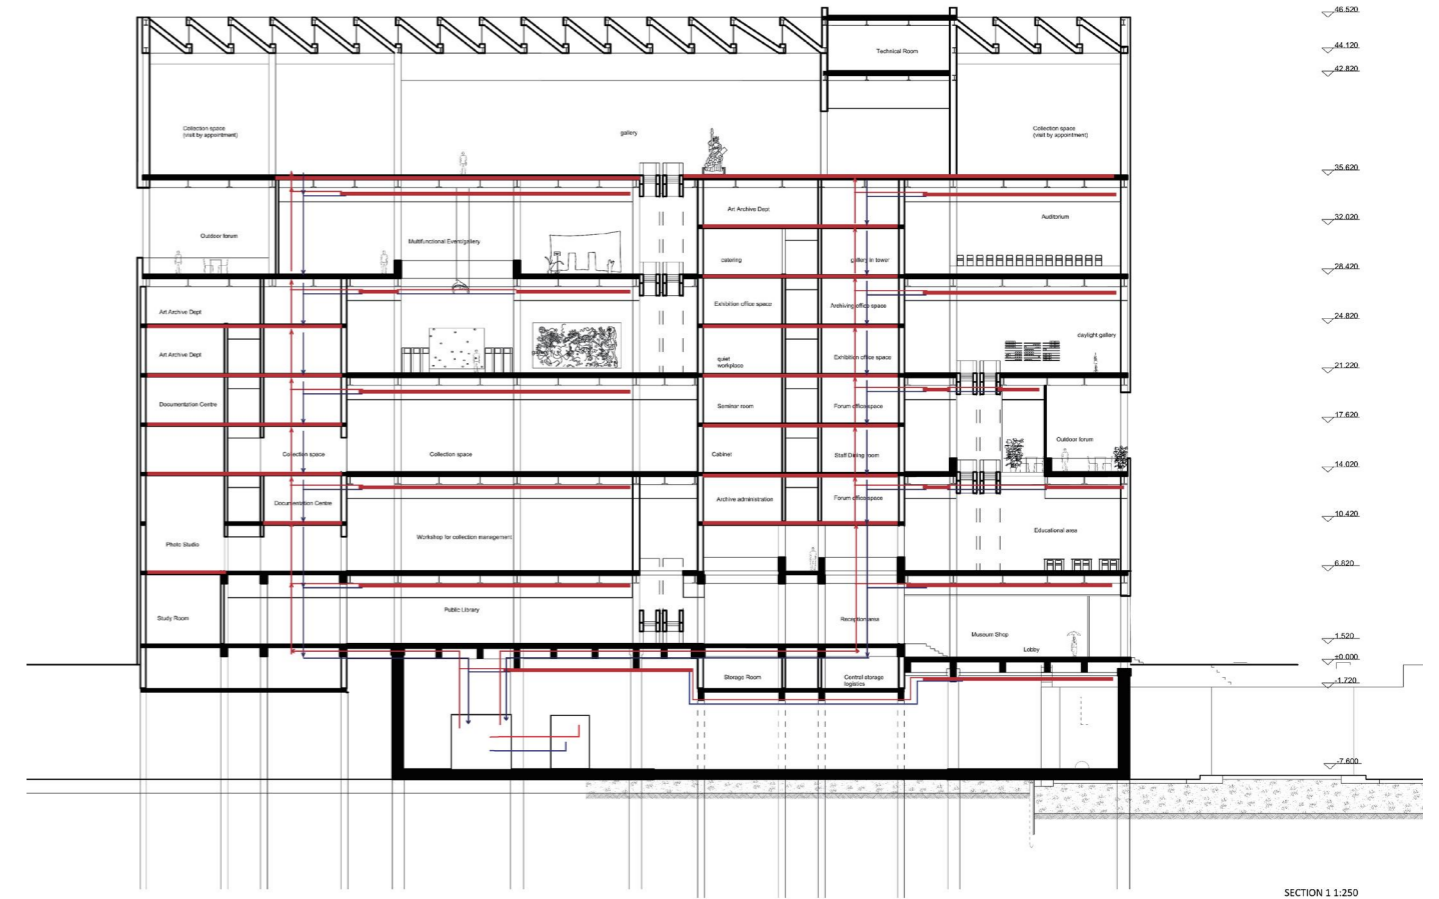 46.520
44.120
Technical Room
42.820
Collection space
(visit by appointment)
gallery
Collection space
(visit by appointment)
35.620
Art Archive Dept
Auditorium
32.020
Outdoor forum
Multifunctional Event/gallery
catering
gallery in tower
28.420
Exhibition office space
Archiving office space
Art Archive Dept
24.820
daylight gallery
Art Archive Dept
quiet
workplace
Exhibition office space
21.220
Documentation Centre
Seminar room
Forum office space
17.620
Outdoor forum
Collection space
Collection space
Cabinet
Staff Dining room
14.020
Documentation Centre
Archive administration
Forum office space
10.420
Educational area
Photo Studio
Workshop for collection management
6.820
Public Library
Study Room
Reception area
Museum Shop
1.520
Lobby
±0.000
Storage Room
Central storage
logistics
-1.720
-7.600
SECTION 1 1:250